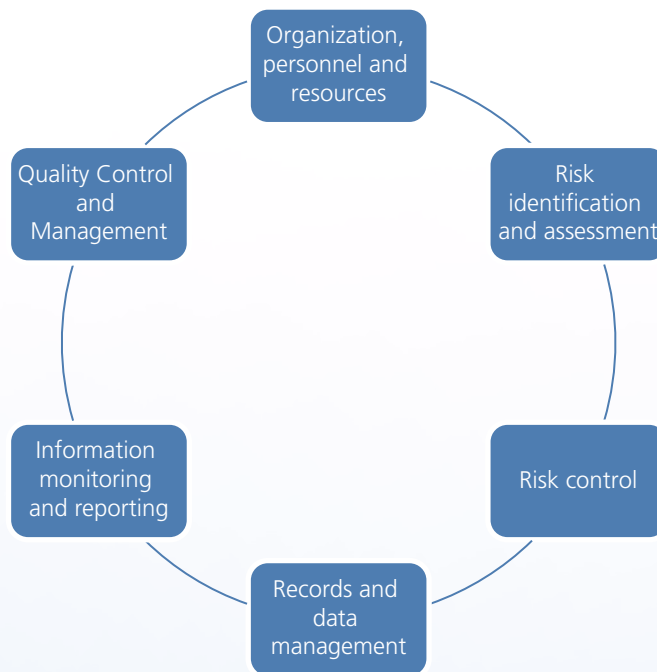 Organization,
personnel and
resources
Risk
identification
and assessment
Risk control
Records and
data
management
Information
monitoring
and reporting
Quality Control
and
Management